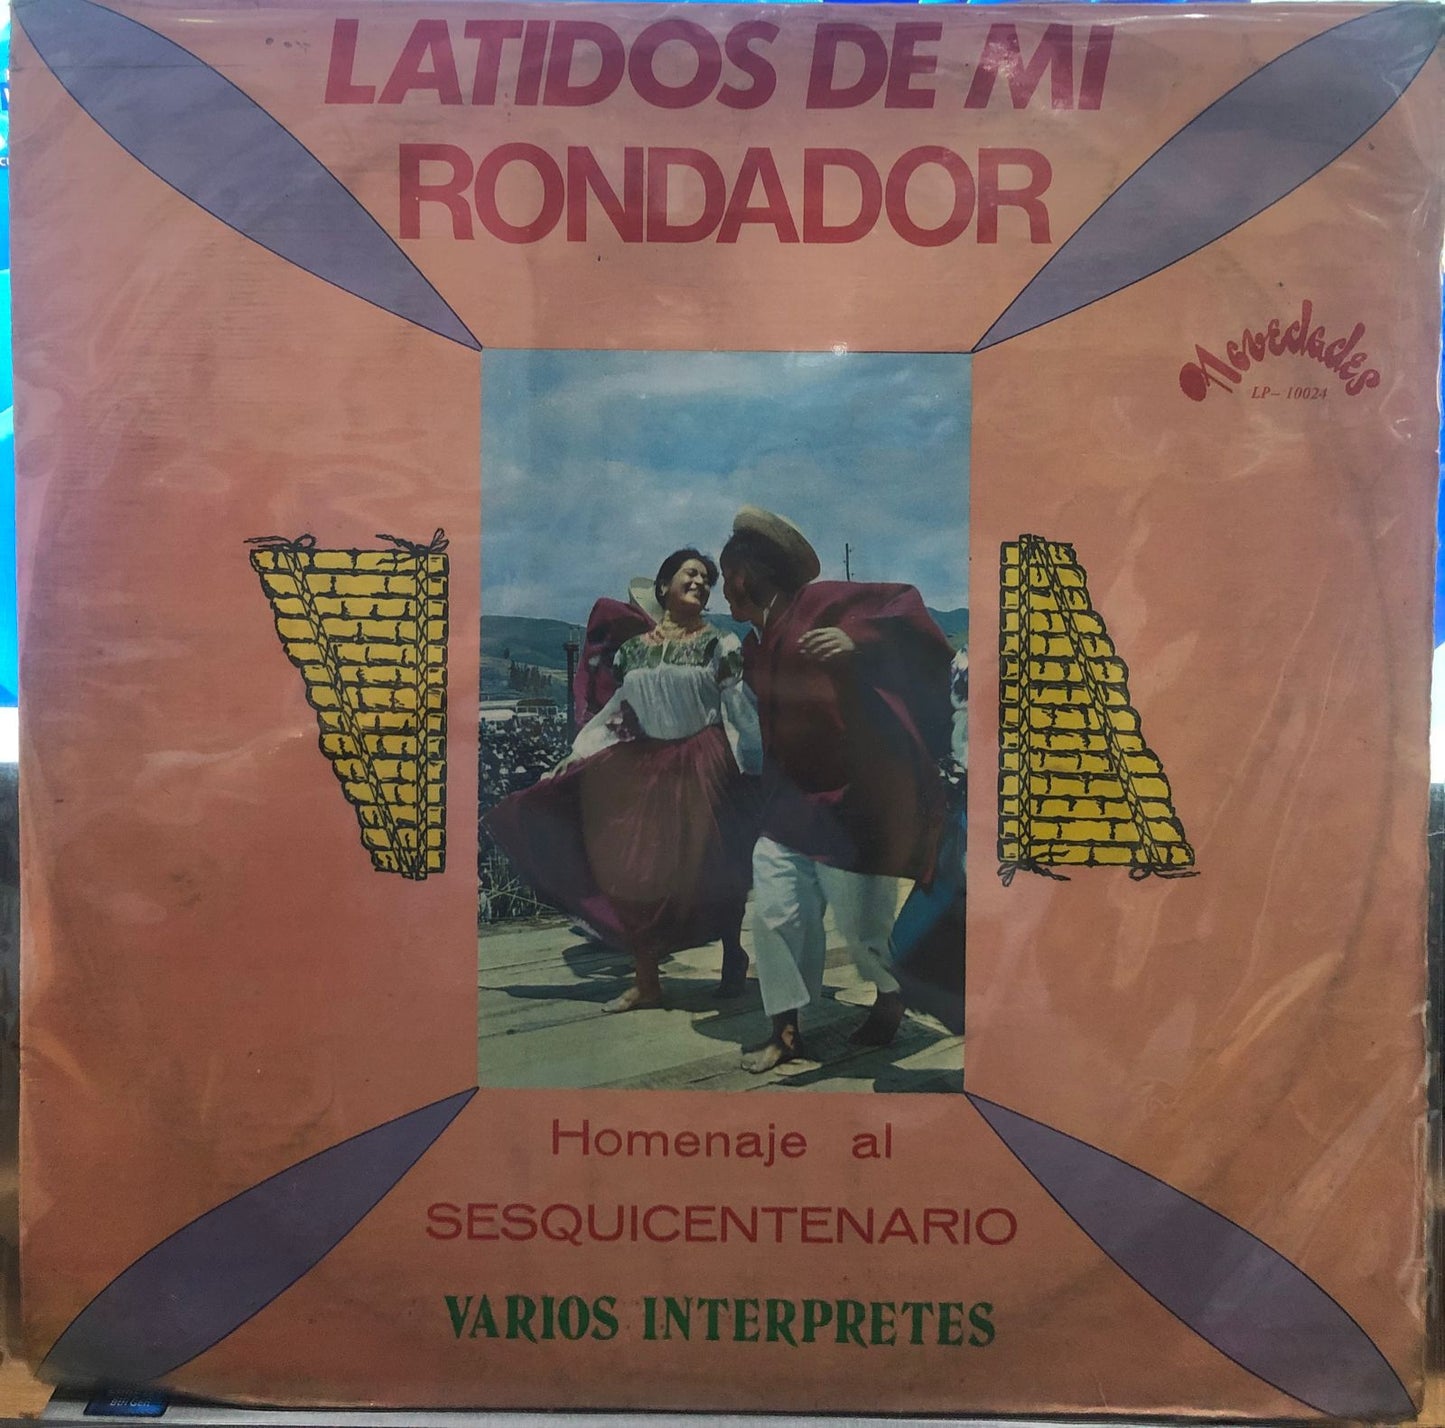 LATIDOS DE MI
RONDADOR
Novedades
LP- 10024
Homenaje al
SESQUICENTENARIO
VARIOS INTERPRETES